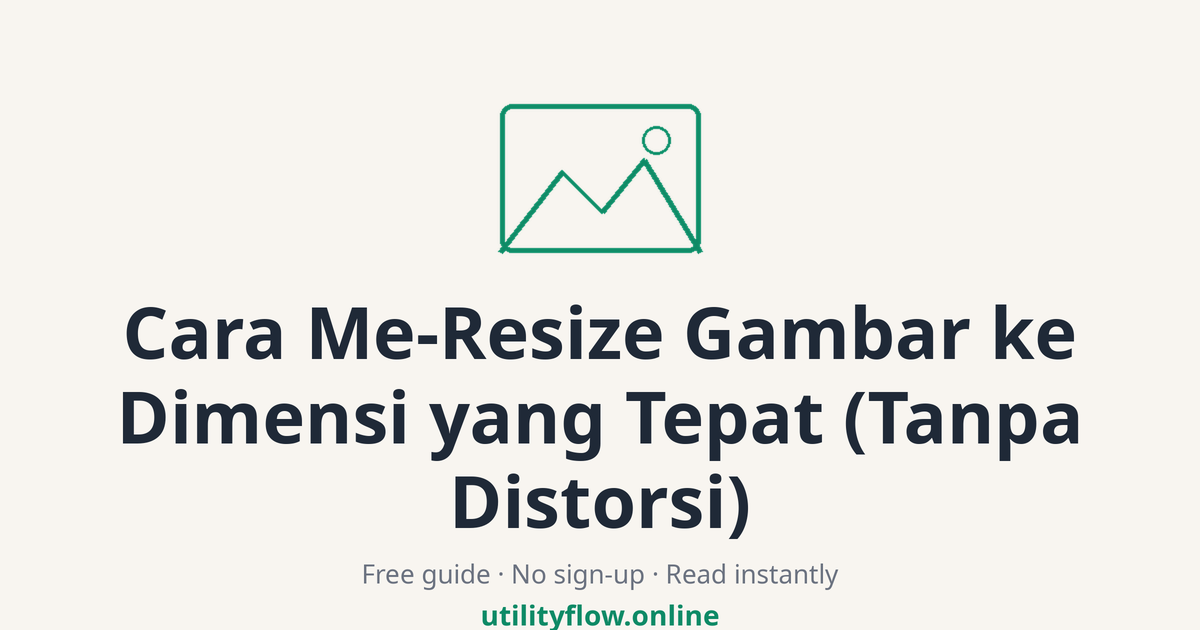 Cara Me-Resize Gambar ke
Dimensi yang Tepat (Tanpa
Distorsi)
Free guide · No sign-up · Read instantly
utilityflow.online